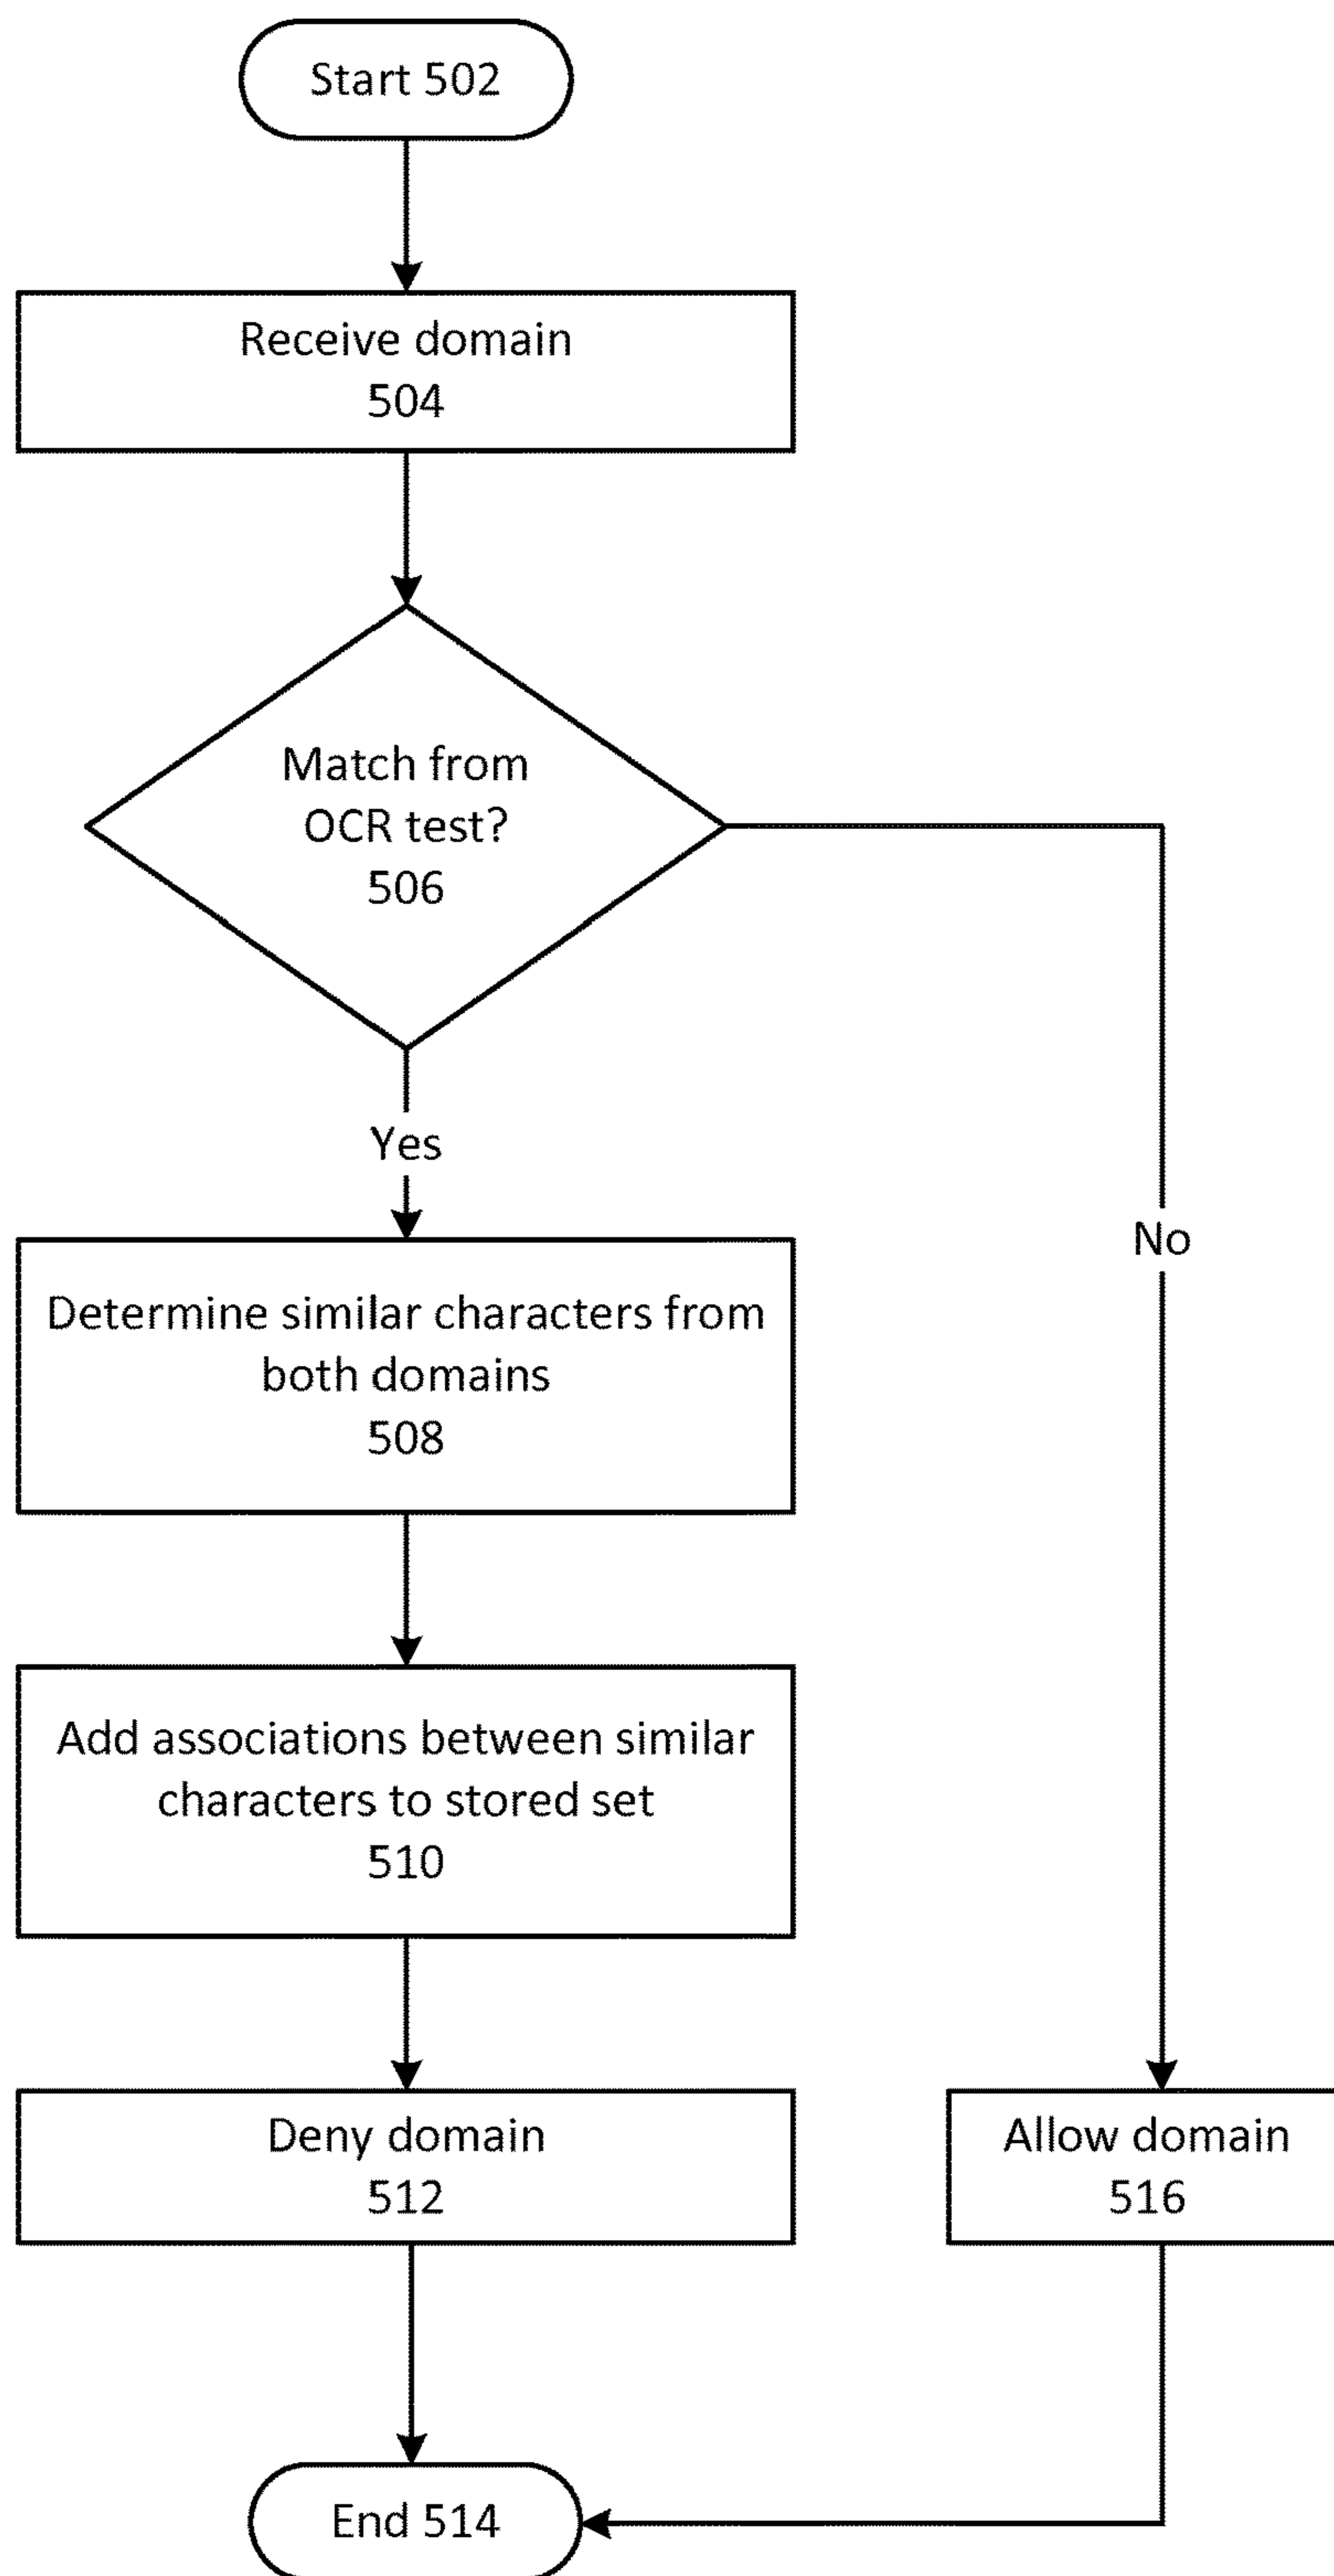 Start 502
Receive domain
504
Match from
OCR test?
506
Yes
No
Determine similar characters from
both domains
508
Add associations between similar
characters to stored set
510
Deny domain
512
Allow domain
516
End 514